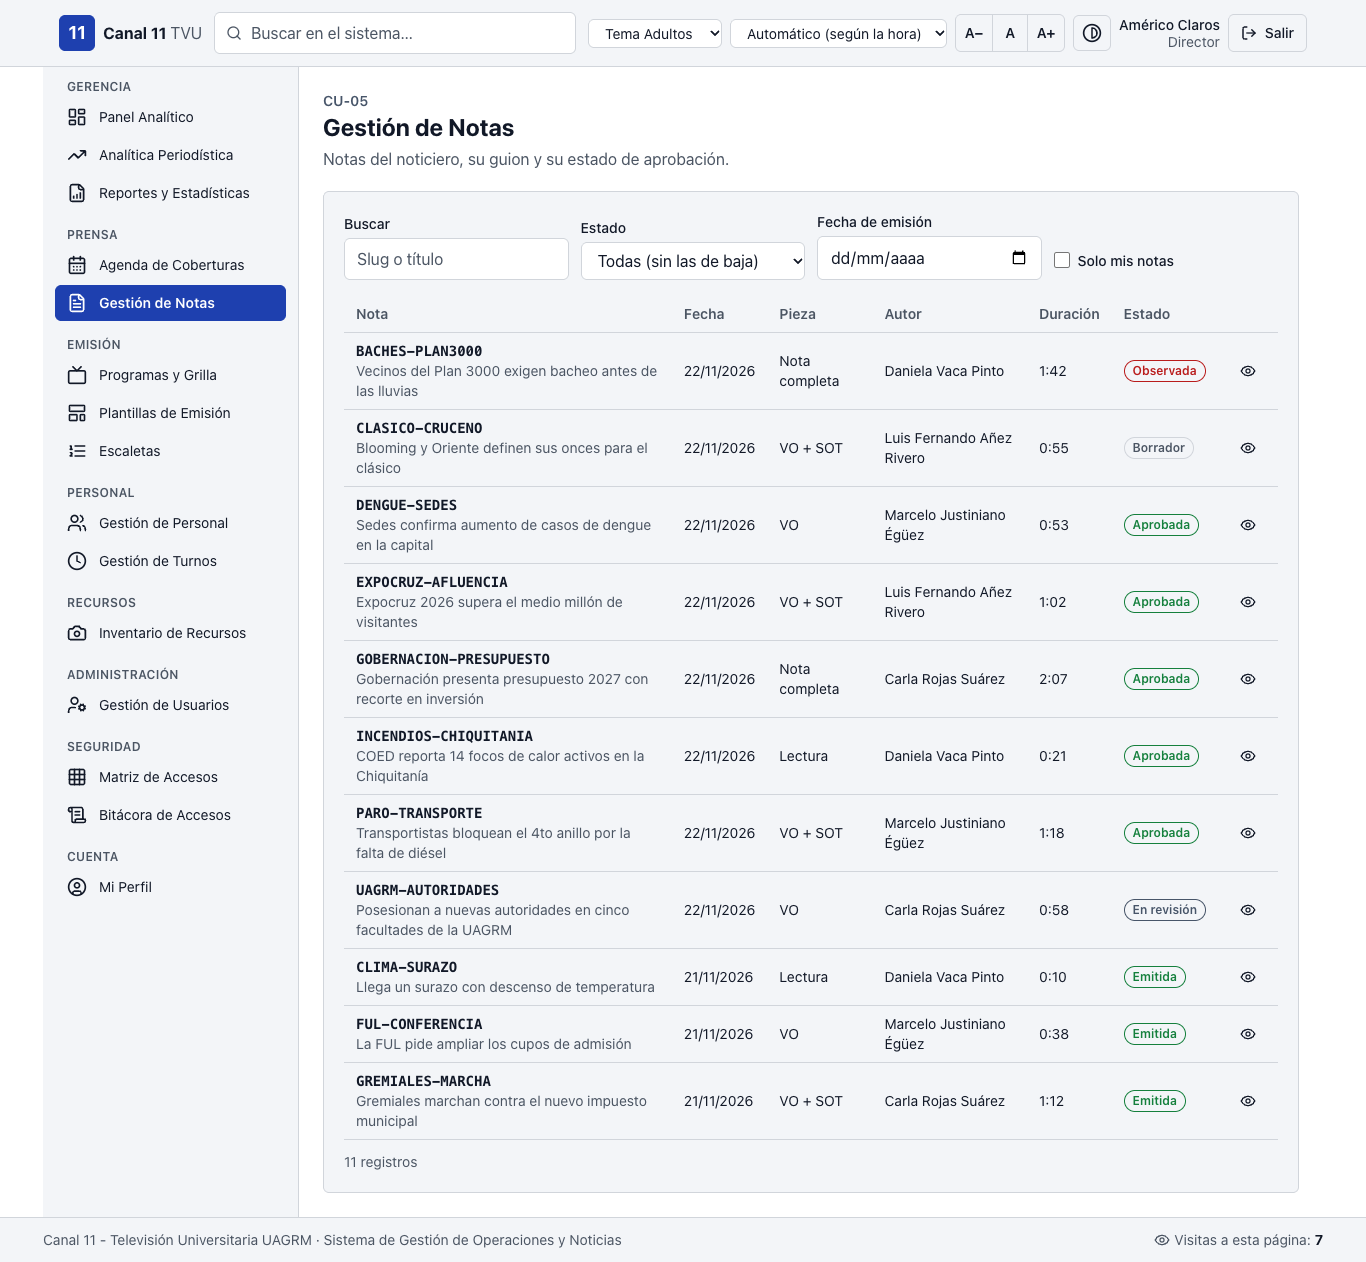 11 Canal 11 TVU
Buscar en el sistema...
Tema Adultos
Automático (según la hora)
A− A A+
Américo Claros
Director
Salir
GERENCIA
Panel Analítico
Analítica Periodística
Reportes y Estadísticas
PRENSA
Agenda de Coberturas
Gestión de Notas
EMISIÓN
Programas y Grilla
Plantillas de Emisión
Escaletas
PERSONAL
Gestión de Personal
Gestión de Turnos
RECURSOS
Inventario de Recursos
ADMINISTRACIÓN
Gestión de Usuarios
SEGURIDAD
Matriz de Accesos
Bitácora de Accesos
CUENTA
Mi Perfil
CU-05
Gestión de Notas
Notas del noticiero, su guion y su estado de aprobación.
Buscar
Slug o título
Estado
Todas (sin las de baja)
Fecha de emisión
dd/mm/aaaa
Solo mis notas
Nota Fecha Pieza Autor Duración Estado
BACHES-PLAN3000
Vecinos del Plan 3000 exigen bacheo antes de
las lluvias
22/11/2026
Nota
completa
Daniela Vaca Pinto
1:42
Observada
CLASICO-CRUCENO
Blooming y Oriente definen sus onces para el
clásico
22/11/2026
VO + SOT
Luis Fernando Añez
Rivero
0:55
Borrador
DENGUE-SEDES
Sedes confirma aumento de casos de dengue
en la capital
22/11/2026
VO
Marcelo Justiniano
Égüez
0:53
Aprobada
EXPOCRUZ-AFLUENCIA
Expocruz 2026 supera el medio millón de
visitantes
22/11/2026
VO + SOT
Luis Fernando Añez
Rivero
1:02
Aprobada
GOBERNACION-PRESUPUESTO
Gobernación presenta presupuesto 2027 con
recorte en inversión
22/11/2026
Nota
completa
Carla Rojas Suárez
2:07
Aprobada
INCENDIOS-CHIQUITANIA
COED reporta 14 focos de calor activos en la
Chiquitanía
22/11/2026
Lectura
Daniela Vaca Pinto
0:21
Aprobada
PARO-TRANSPORTE
Transportistas bloquean el 4to anillo por la
falta de diésel
22/11/2026
VO + SOT
Marcelo Justiniano
Égüez
1:18
Aprobada
UAGRM-AUTORIDADES
Posesionan a nuevas autoridades en cinco
facultades de la UAGRM
22/11/2026
VO
Carla Rojas Suárez
0:58
En revisión
CLIMA-SURAZO
Llega un surazo con descenso de temperatura
21/11/2026
Lectura
Daniela Vaca Pinto
0:10
Emitida
FUL-CONFERENCIA
La FUL pide ampliar los cupos de admisión
21/11/2026
VO
Marcelo Justiniano
Égüez
0:38
Emitida
GREMIALES-MARCHA
Gremiales marchan contra el nuevo impuesto
municipal
21/11/2026
VO + SOT
Carla Rojas Suárez
1:12
Emitida
11 registros
Canal 11 - Televisión Universitaria UAGRM · Sistema de Gestión de Operaciones y Noticias
Visitas a esta página: 7